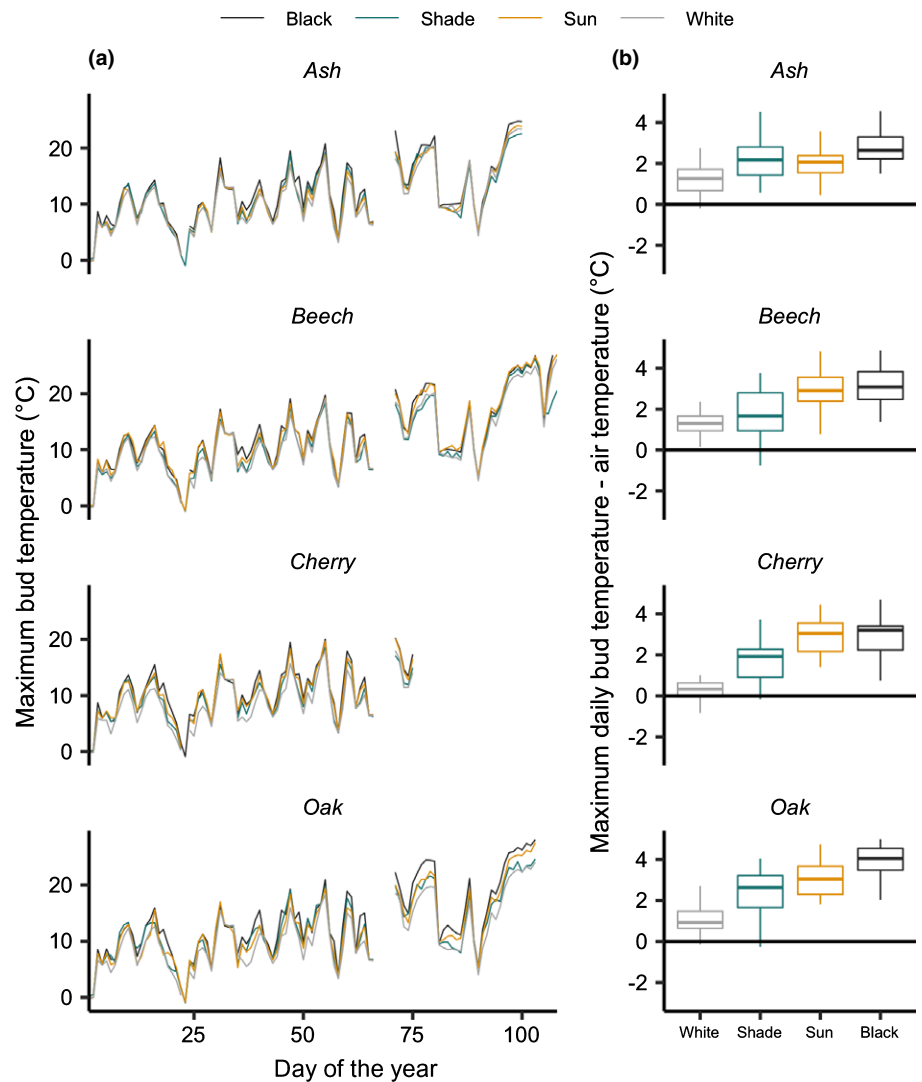 Black Shade Sun White
(a)
(b)
Ash
Ash
20
10
0
4
2
0
-2
Beech
Beech
20
10
0
4
2
0
-2
Cherry
Cherry
20
10
0
4
2
0
-2
Oak
Oak
20
10
0
4
2
0
-2
Maximum bud temperature (°C)
Maximum daily bud temperature - air temperature (°C)
25 50 75 100
Day of the year
White Shade Sun Black